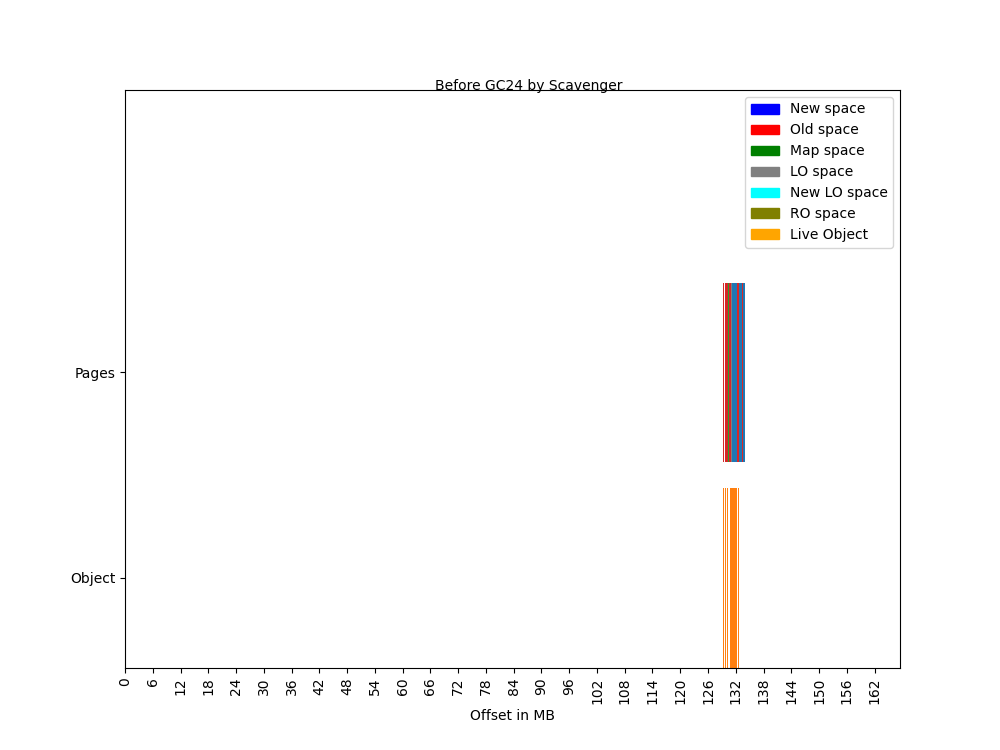 Before GC24 by Scavenger
New space
Old space
Map space
LO space
New LO space
RO space
Live Object
Pages
Object
0 6 12 18 24 30 36 42 48 54 60 66 72 78 84 90 96 102 108 114 120 126 132 138 144 150 156 162
Offset in MB